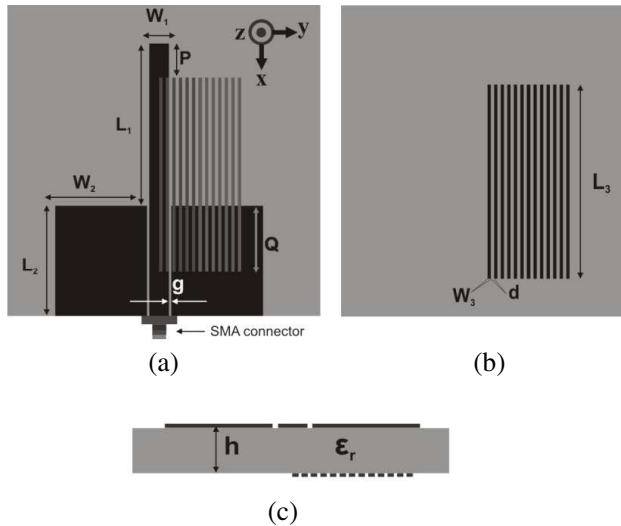 W₁
z
y
x
P
L₁
W₂
L₂
Q
g
SMA connector
(a)
L₃
W₃
d
(b)
h
εᵣ
(c)